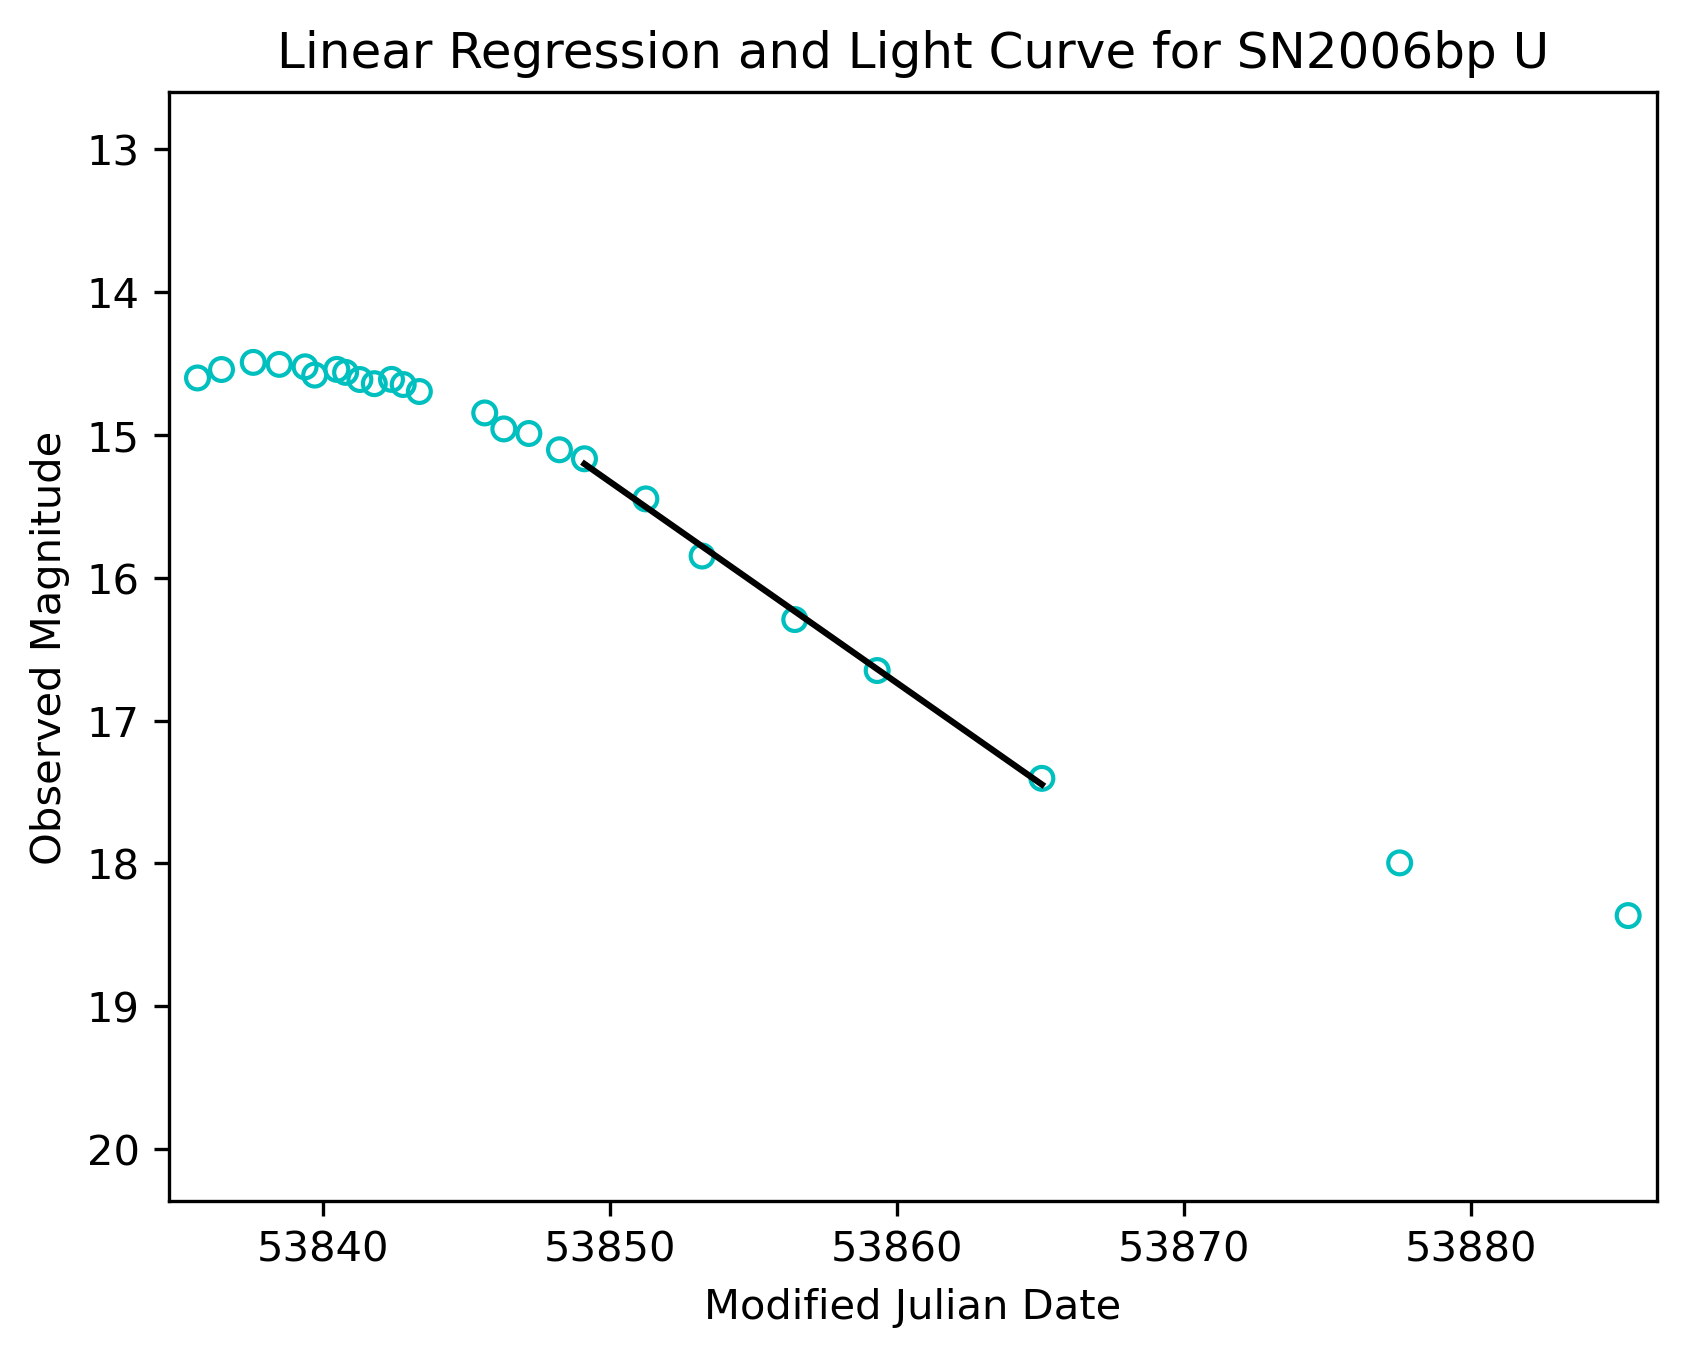 Linear Regression and Light Curve for SN2006bp U
13
14
15
16
17
18
19
20
Observed Magnitude
53840 53850 53860 53870 53880
Modified Julian Date